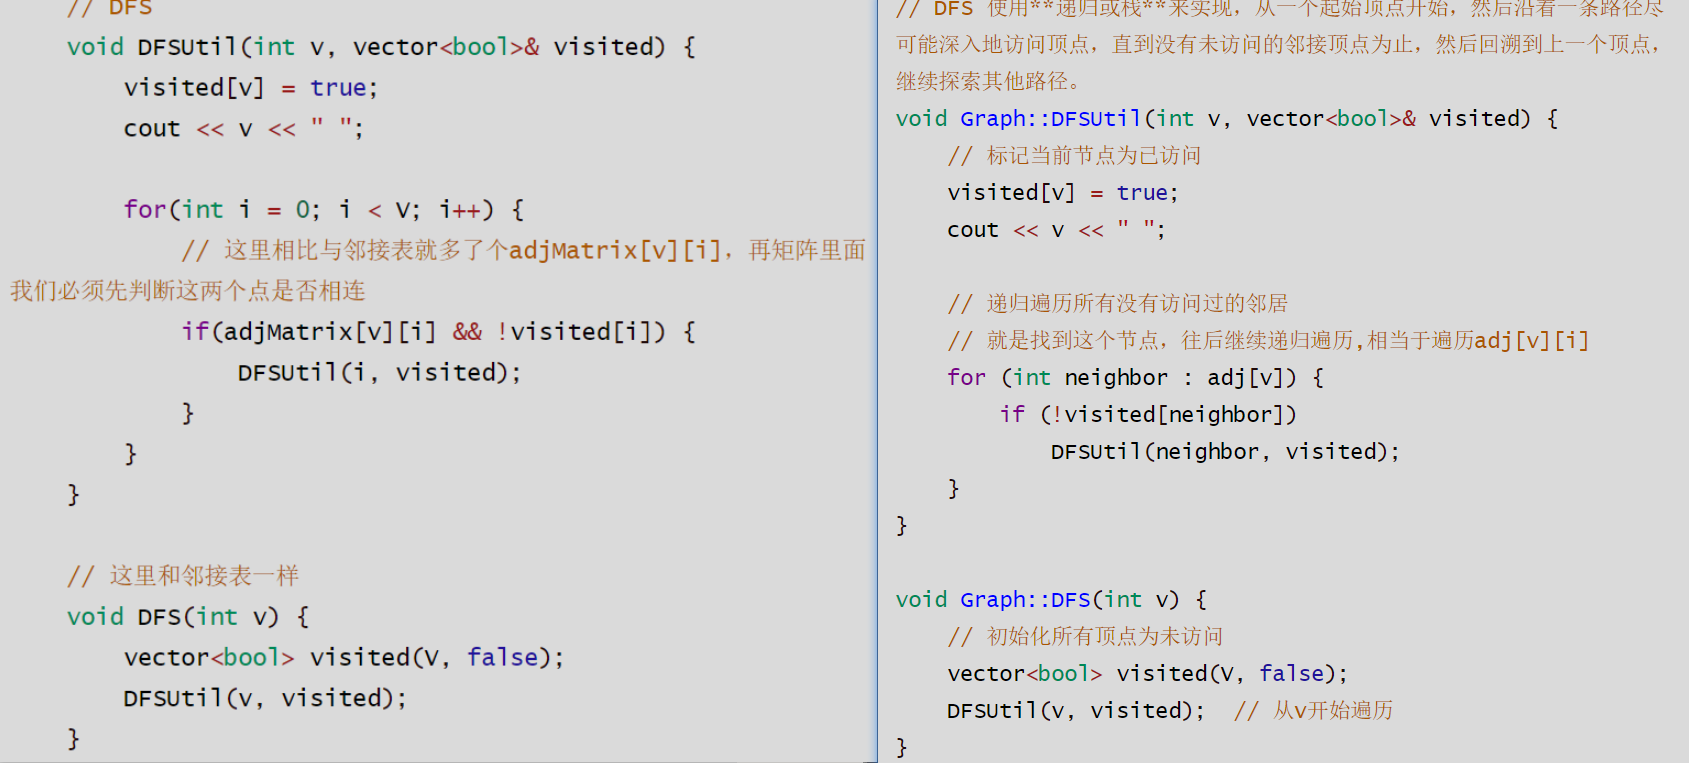 // DFS
void DFSUtil(int v, vector<bool>& visited) {
visited[v] = true;
cout << v << " ";
for(int i = 0; i < V; i++) {
// 这里相比与邻接表就多了个adjMatrix[v][i]，再矩阵里面
我们必须先判断这两个点是否相连
if(adjMatrix[v][i] && !visited[i]) {
DFSUtil(i, visited);
}
}
}
// 这里和邻接表一样
void DFS(int v) {
vector<bool> visited(V, false);
DFSUtil(v, visited);
}
// DFS 使用**递归或栈**来实现，从一个起始顶点开始，然后沿着一条路径尽
可能深入地访问顶点，直到没有未访问的邻接顶点为止，然后回溯到上一个顶点，
继续探索其他路径。
void Graph::DFSUtil(int v, vector<bool>& visited) {
// 标记当前节点为已访问
visited[v] = true;
cout << v << " ";
// 递归遍历所有没有访问过的邻居
// 就是找到这个节点，往后继续递归遍历,相当于遍历adj[v][i]
for (int neighbor : adj[v]) {
if (!visited[neighbor])
DFSUtil(neighbor, visited);
}
}
void Graph::DFS(int v) {
// 初始化所有顶点为未访问
vector<bool> visited(V, false);
DFSUtil(v, visited);  // 从v开始遍历
}